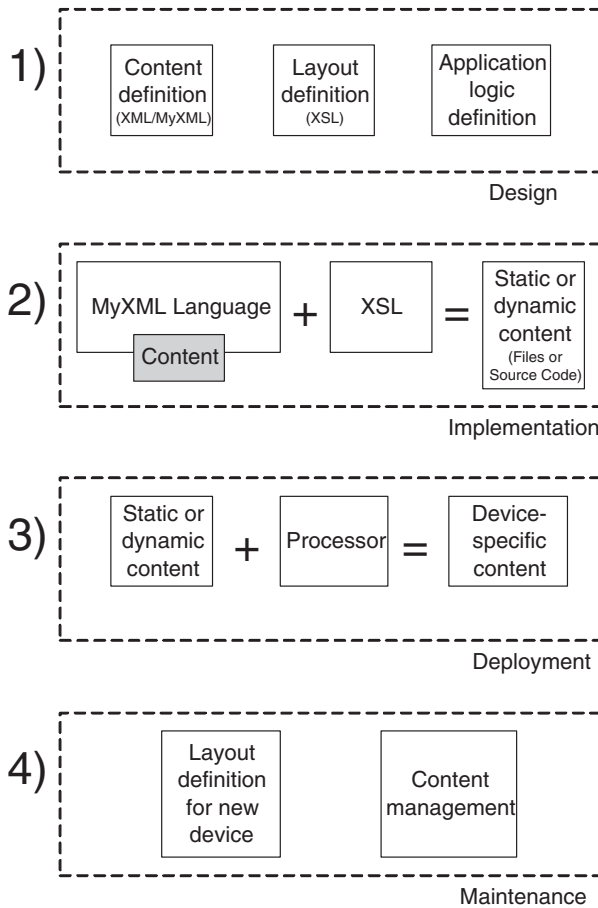 1)
Content
definition
(XML/MyXML)
Layout
definition
(XSL)
Application
logic
definition
Design
2)
MyXML Language
Content
+
XSL
=
Static or
dynamic
content
(Files or
Source Code)
Implementation
3)
Static or
dynamic
content
+
Processor
=
Device-
specific
content
Deployment
4)
Layout
definition
for new
device
Content
management
Maintenance